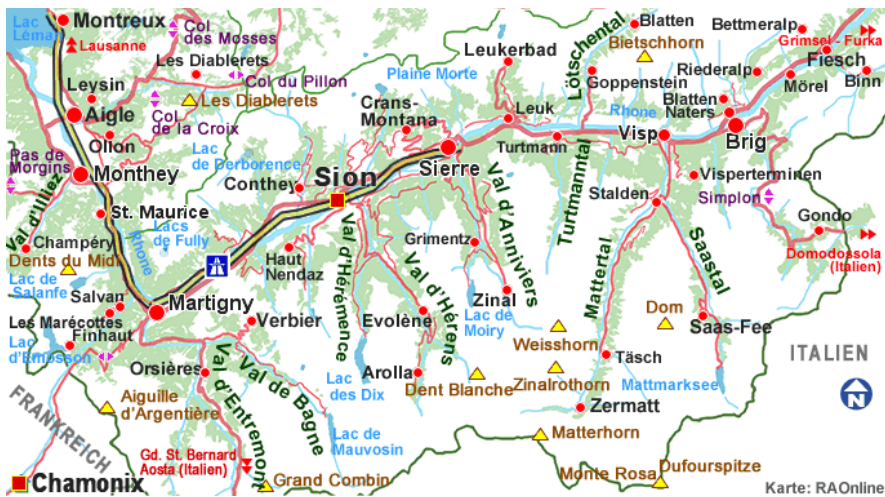 Lac
Léman
Montreux
Lausanne
Col
des Mosses
Les Diablerets
Col du Pillon
Leysin
Les Diablerets
Aigle
Col
de la Croix
Ollon
Pas de
Morgins
Monthey
Val d'Illiez
St. Maurice
Champéry
Dents du Midi
Rhone
Lac de
Salanfe
Salvan
Les Marécottes
Finhaut
Lac
d'Emosson
Martigny
Lacs
de Fully
Lac
de Derborence
Conthey
Sion
Haut
Nendaz
Verbier
Orsières
Val d'Entremont
Val de Bagne
Aiguille
d'Argentière
FRANKREICH
Chamonix
Gd. St. Bernard
Aosta (Italien)
Grand Combin
Lac de
Mauvosin
Lac
des Dix
Val d'Hérémence
Val d'Hérens
Evolène
Arolla
Dent Blanche
Plaine Morte
Crans-
Montana
Sierre
Leukerbad
Leuk
Val d'Anniviers
Grimentz
Zinal
Lac de
Moiry
Lötschental
Blatten
Bietschhorn
Goppenstein
Turtmann
Turtmanntal
Rhone
Visp
Bettmeralp
Grimsel - Furka
Fiesch
Riederalp
Mörel
Binn
Blatten
Naters
Brig
Visperterminen
Simplon
Stalden
Gondo
Domodossola
(Italien)
Mattertal
Saastal
Weisshorn
Dom
Saas-Fee
Zinalrothorn
Täsch
Mattmarksee
Zermatt
Matterhorn
Monte Rosa
Dufourspitze
ITALIEN
N
Karte: RAOnline